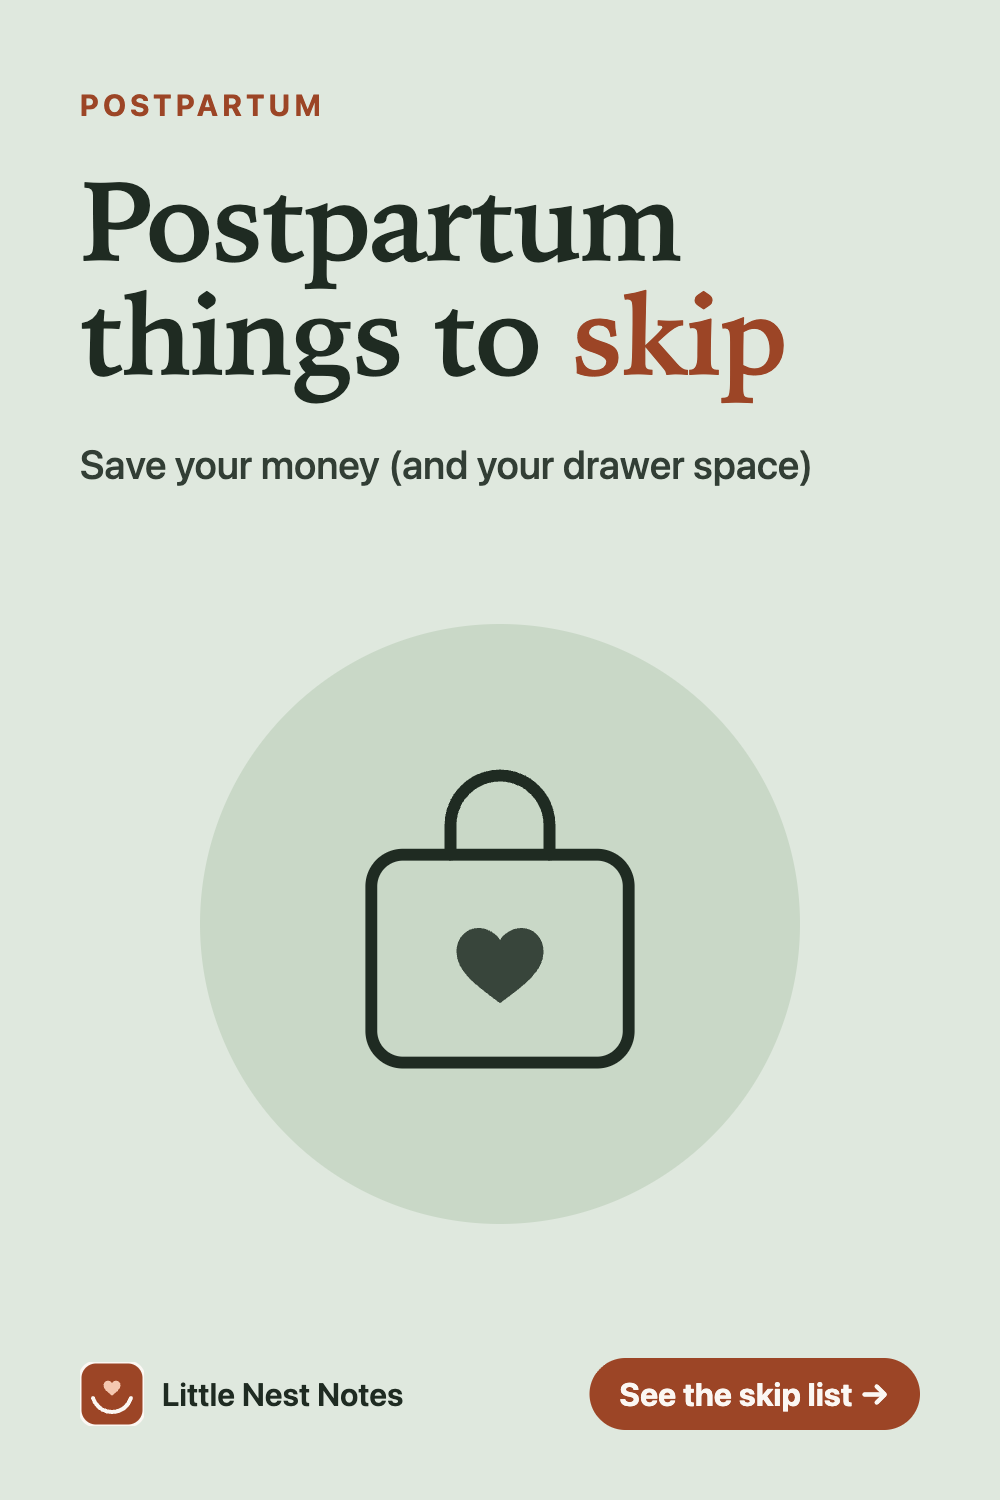 POSTPARTUM
Postpartum
things to skip
Save your money (and your drawer space)
Little Nest Notes
See the skip list →